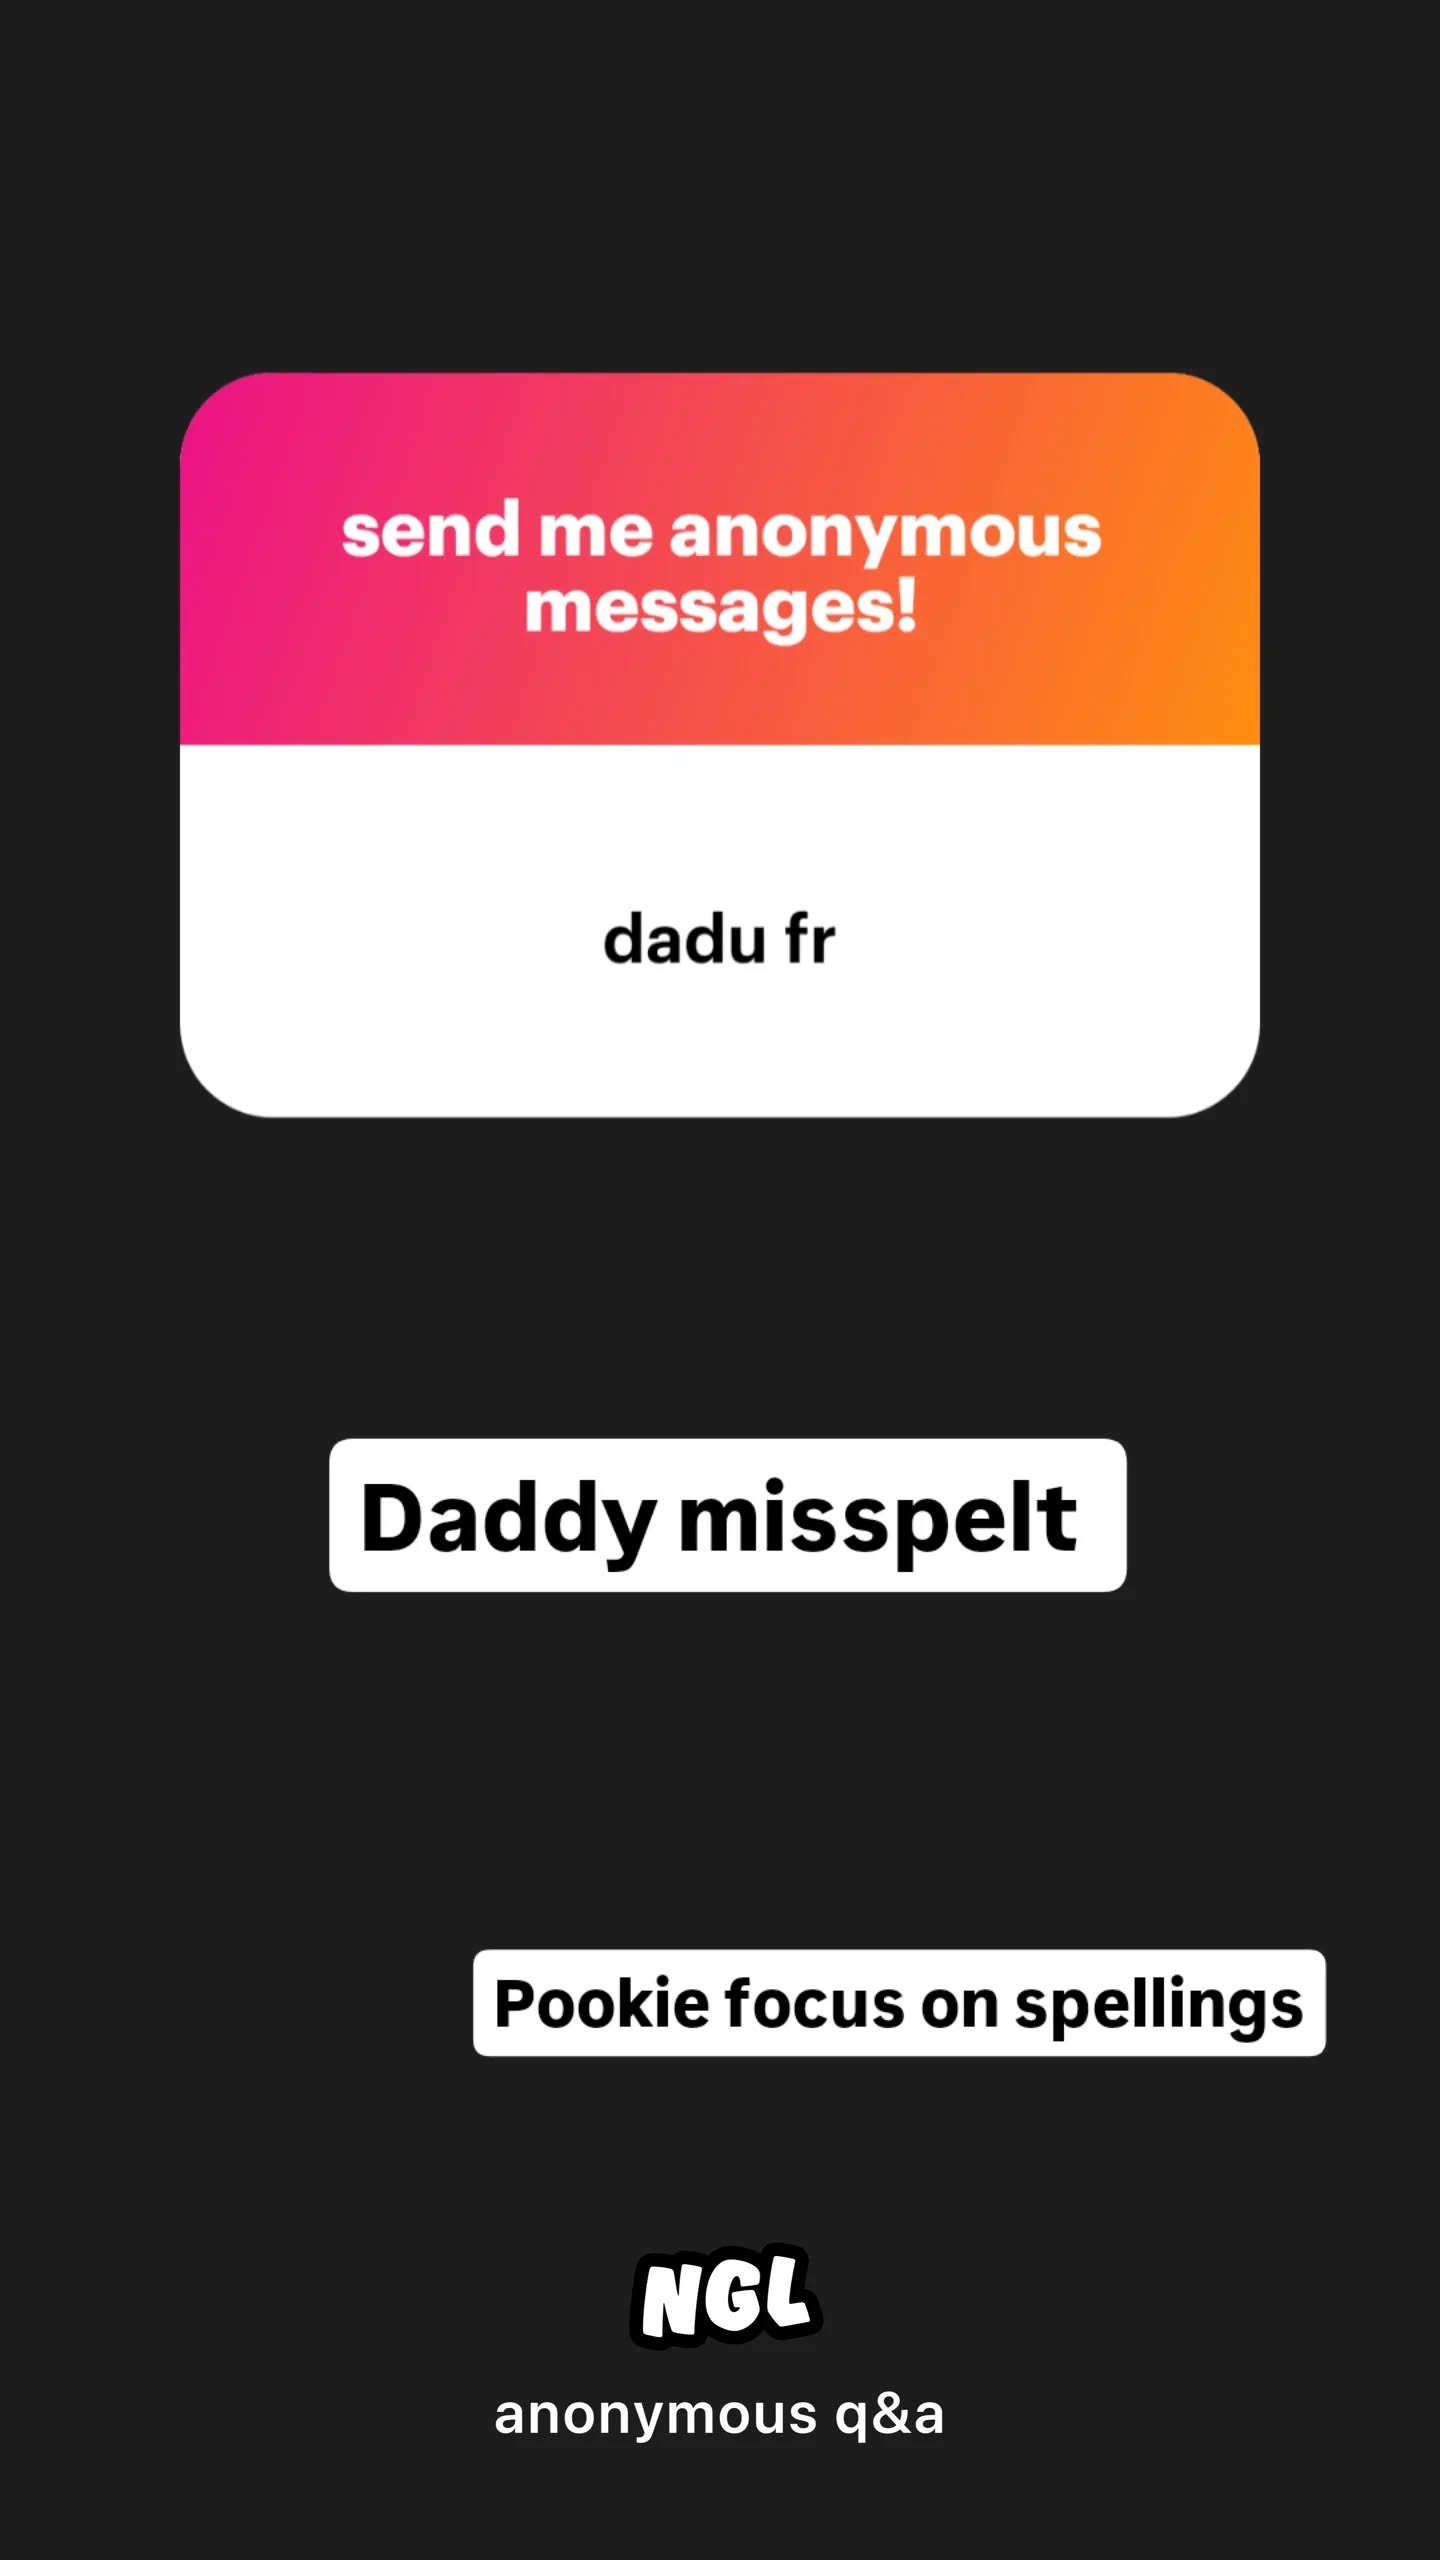 send me anonymous
messages!
dadu fr
Daddy misspelt
Pookie focus on spellings
NGL
anonymous q&a